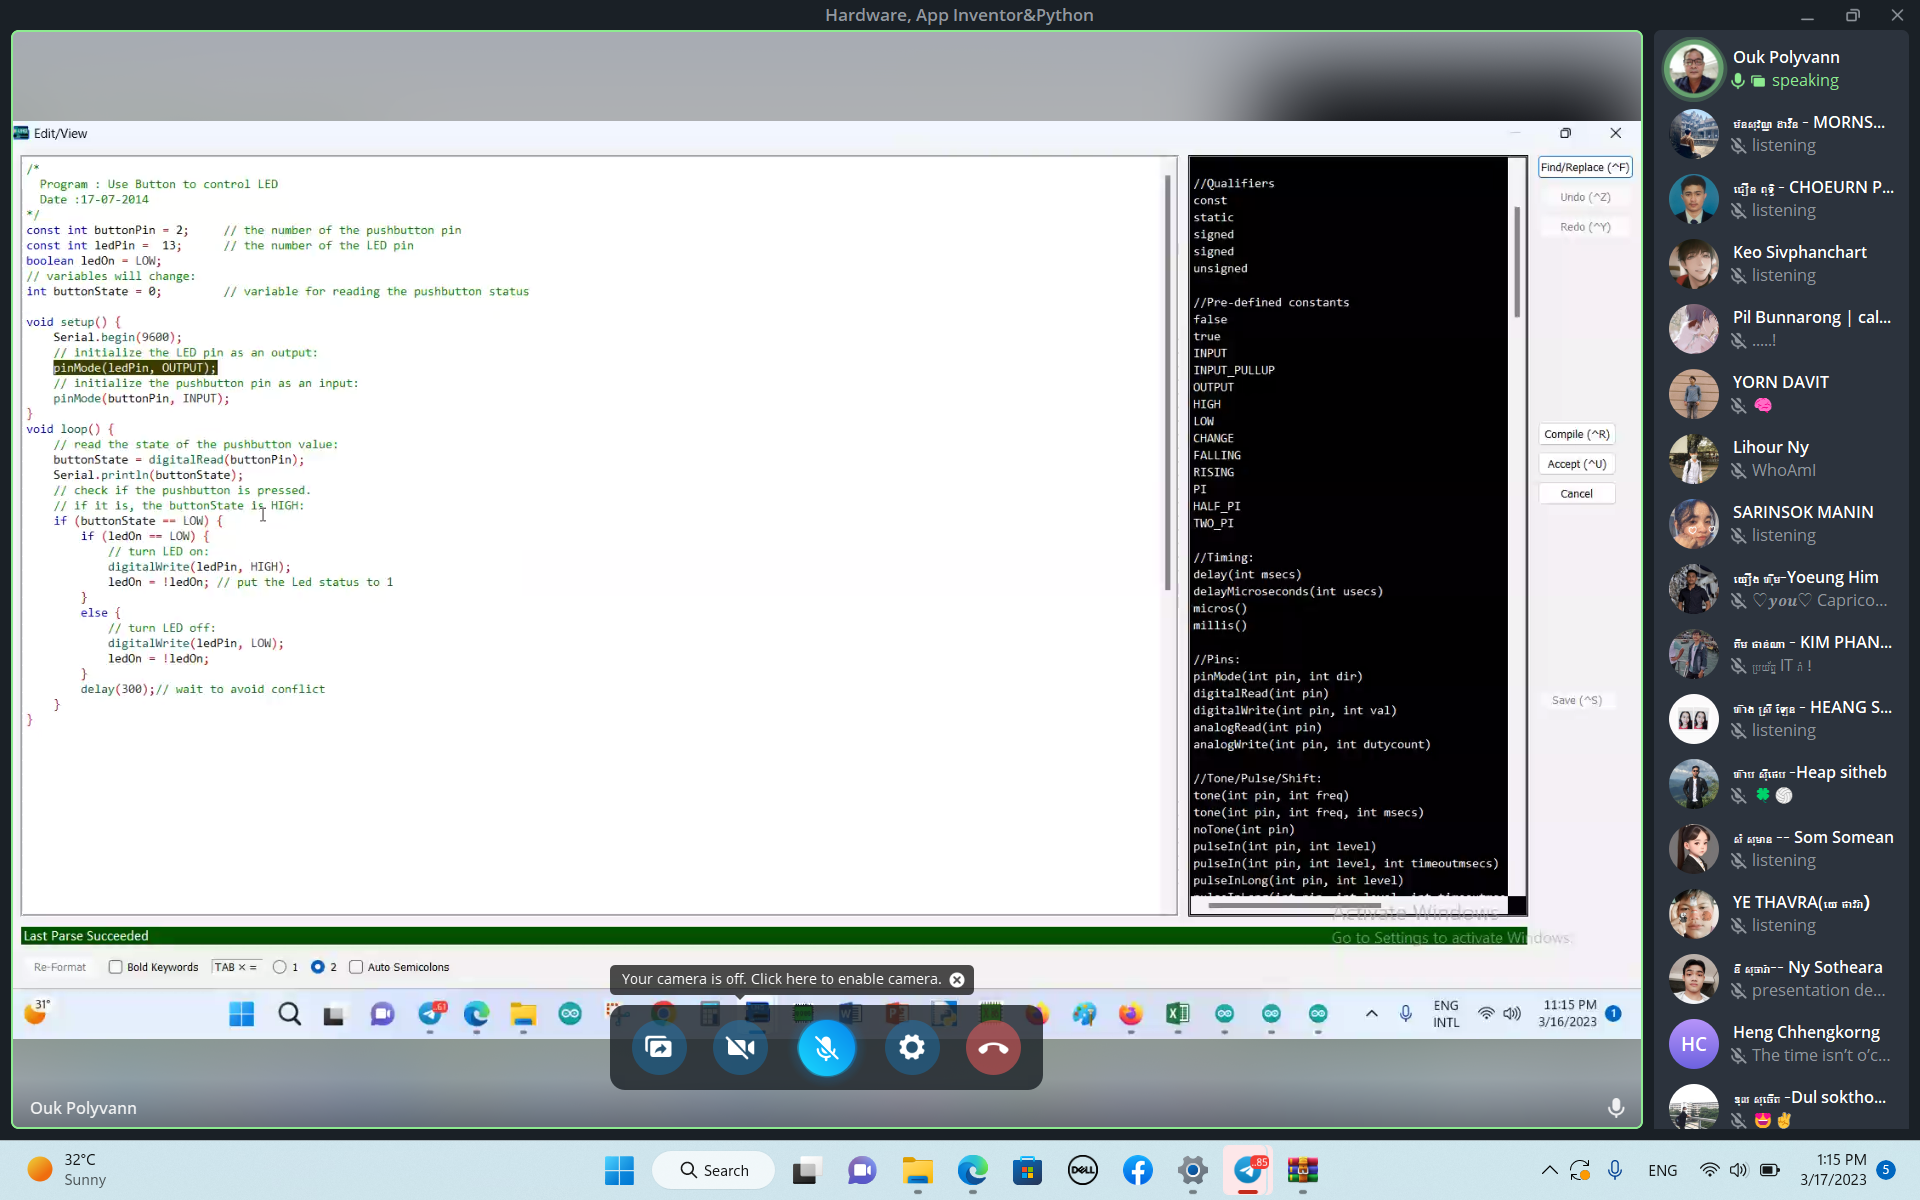 Hardware, App Inventor&Python
Edit/View
/*
Program : Use Button to control LED
Date :17-07-2014
*/
const int buttonPin = 2;     // the number of the pushbutton pin
const int ledPin =  13;      // the number of the LED pin
boolean ledOn = LOW;
// variables will change:
int buttonState = 0;         // variable for reading the pushbutton status
void setup() {
Serial.begin(9600);
// initialize the LED pin as an output:
pinMode(ledPin, OUTPUT);
// initialize the pushbutton pin as an input:
pinMode(buttonPin, INPUT);
}
void loop() {
// read the state of the pushbutton value:
buttonState = digitalRead(buttonPin);
Serial.println(buttonState);
// check if the pushbutton is pressed.
// if it is, the buttonState is HIGH:
if (buttonState == LOW) {
if (ledOn == LOW) {
// turn LED on:
digitalWrite(ledPin, HIGH);
ledOn = !ledOn; // put the Led status to 1
}
else {
// turn LED off:
digitalWrite(ledPin, LOW);
ledOn = !ledOn;
}
delay(300);// wait to avoid conflict
}
}
//Qualifiers
const
static
signed
signed
unsigned
//Pre-defined constants
false
true
INPUT
INPUT_PULLUP
OUTPUT
HIGH
LOW
CHANGE
FALLING
RISING
PI
HALF_PI
TWO_PI
//Timing:
delay(int msecs)
delayMicroseconds(int usecs)
micros()
millis()
//Pins:
pinMode(int pin, int dir)
digitalRead(int pin)
digitalWrite(int pin, int val)
analogRead(int pin)
analogWrite(int pin, int dutycount)
//Tone/Pulse/Shift:
tone(int pin, int freq)
tone(int pin, int freq, int msecs)
noTone(int pin)
pulseIn(int pin, int level)
pulseIn(int pin, int level, int timeoutmsecs)
pulseInLong(int pin, int level)
Find/Replace (^F)
Undo (^Z)
Redo (^Y)
Compile (^R)
Accept (^U)
Cancel
Save (^S)
Activate Windows
Go to Settings to activate Windows.
Last Parse Succeeded
Re-Format
Bold Keywords
TAB × =
1
2
Auto Semicolons
Your camera is off. Click here to enable camera.
31°
61
ENG
INTL
11:15 PM
3/16/2023
1
Ouk Polyvann
Ouk Polyvann
speaking
- MORNS...
listening
- CHOEURN P...
listening
Keo Sivphanchart
listening
Pil Bunnarong | cal...
.....!
YORN DAVIT
Lihour Ny
WhoAmI
SARINSOK MANIN
listening
-Yoeung Him
♡you♡ Caprico...
- KIM PHAN...
IT
- HEANG S...
listening
-Heap sitheb
-- Som Somean
listening
YE THAVRA
listening
-- Ny Sotheara
presentation de...
HC
Heng Chhengkorng
The time isn't o'c...
-Dul soktho...
32°C
Sunny
Search
DELL
..85
ENG
1:15 PM
3/17/2023
5